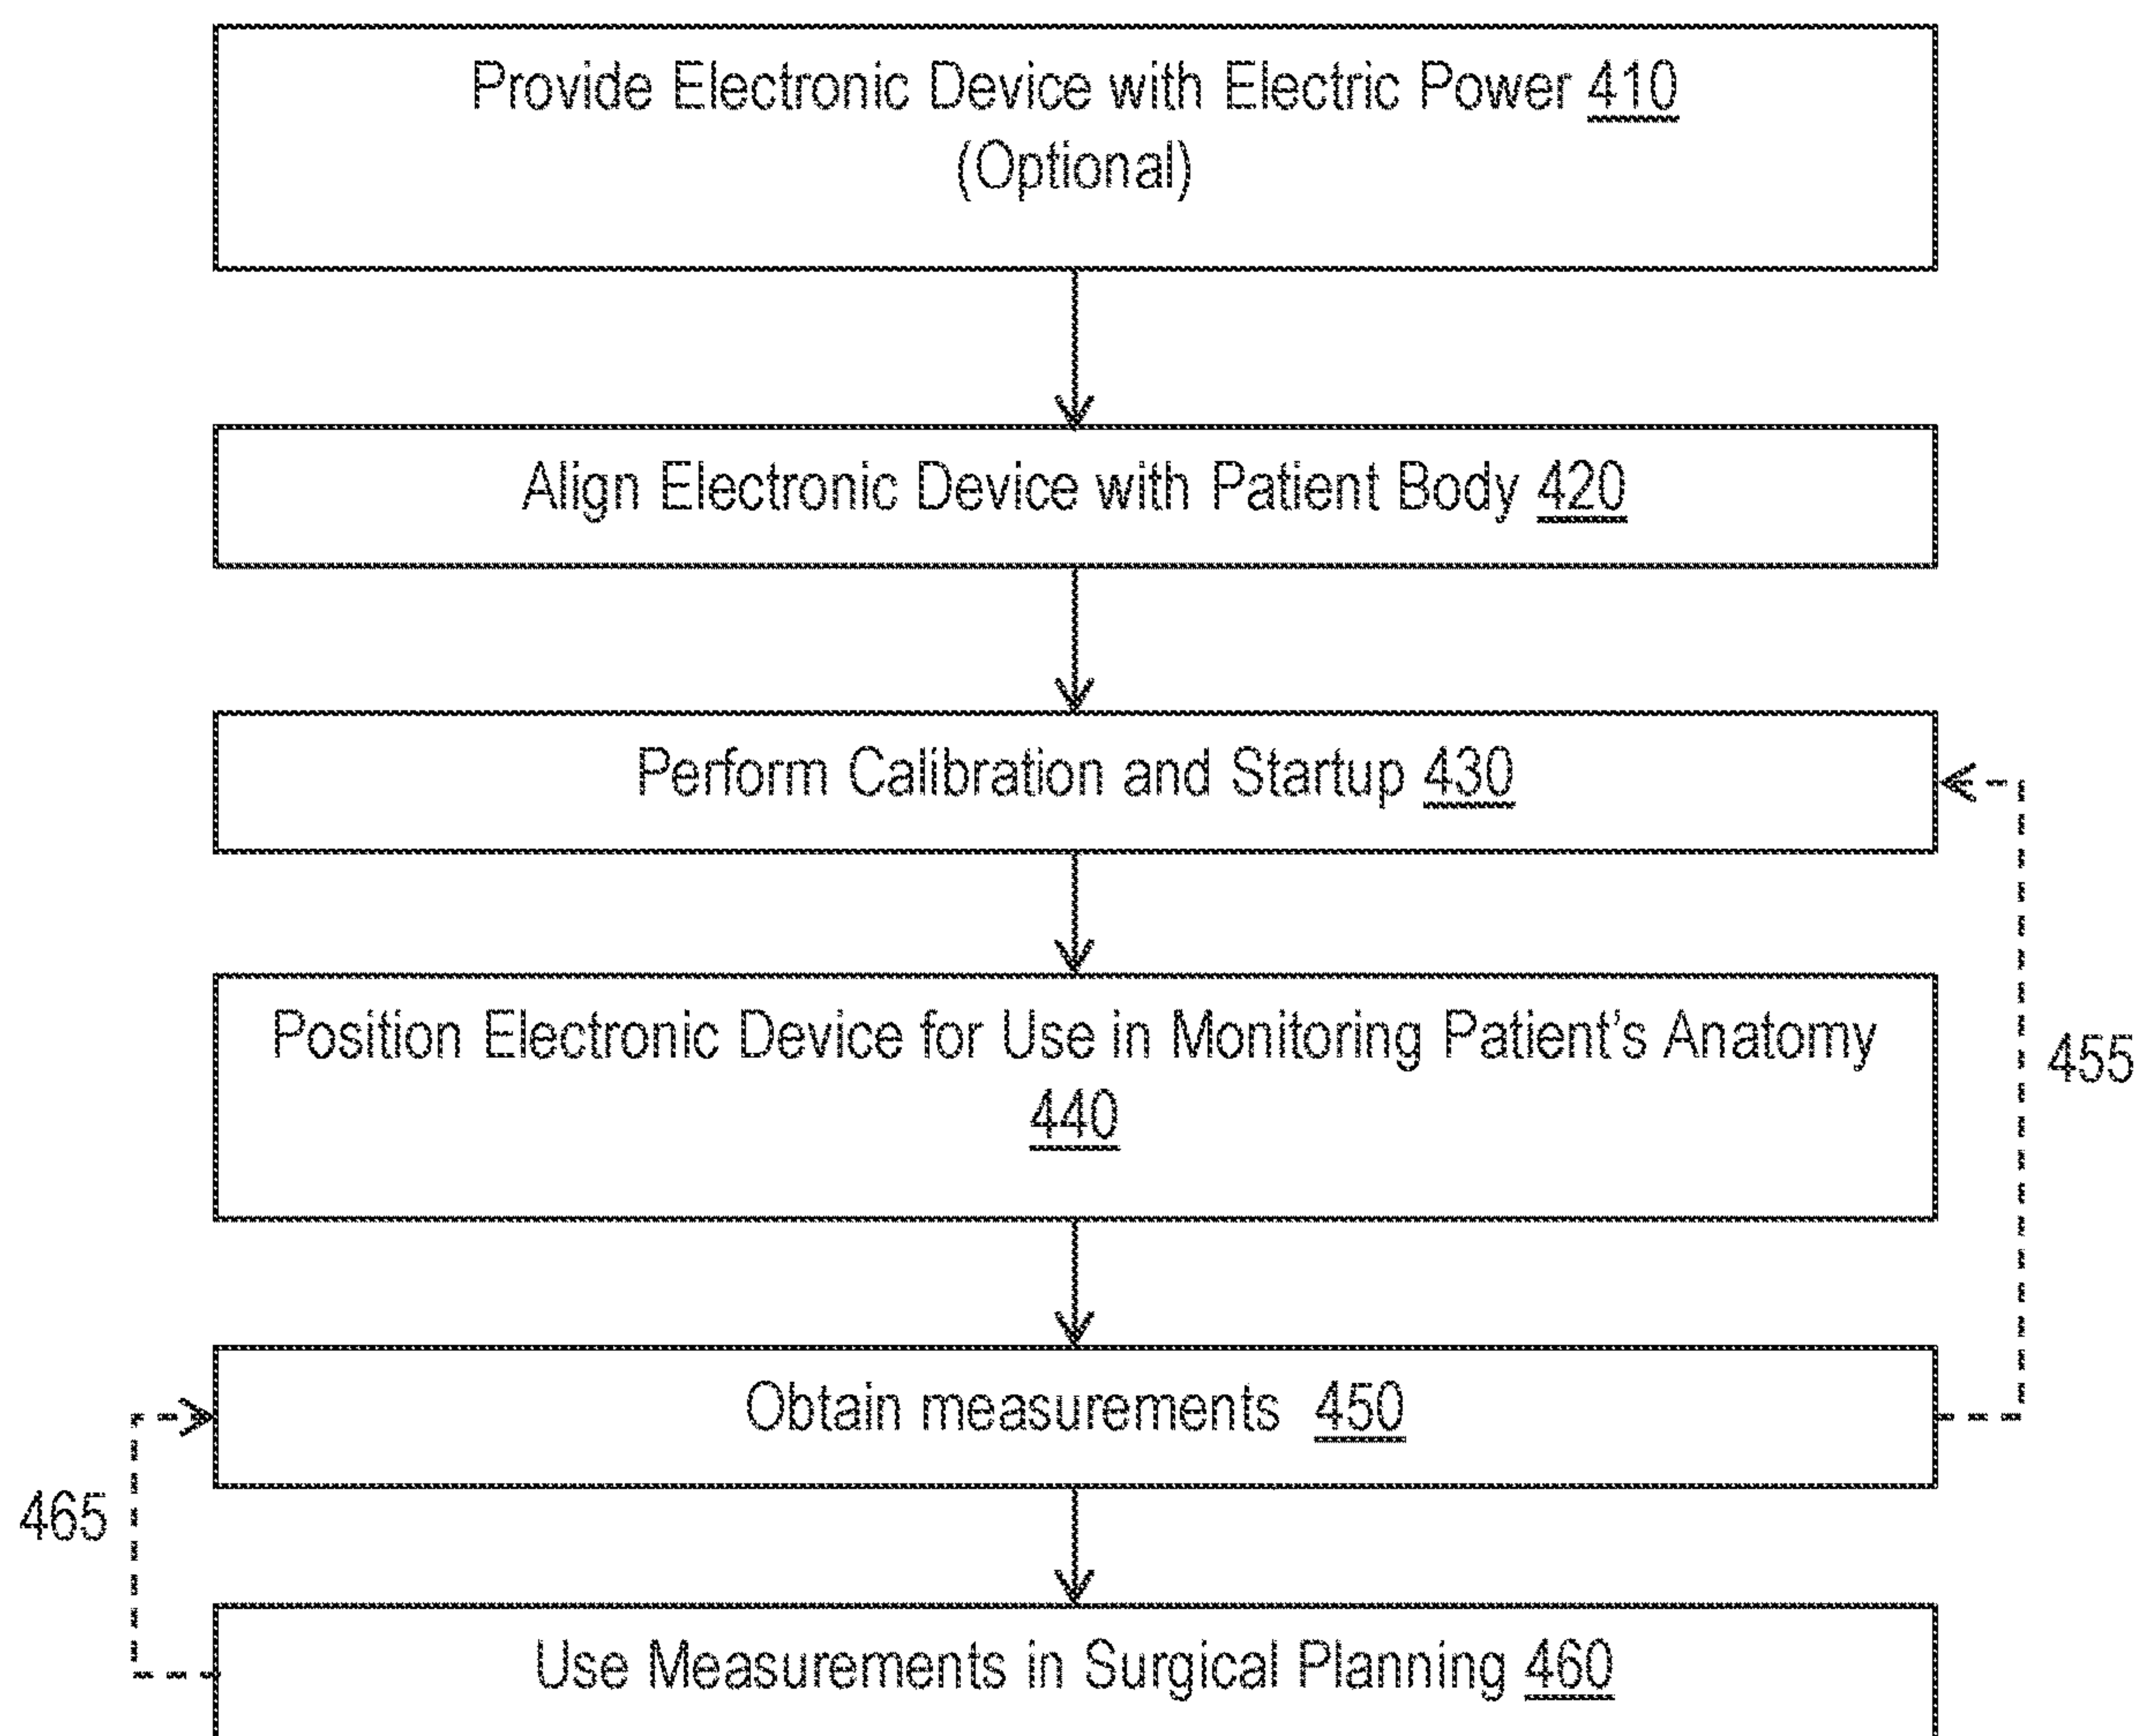 Provide Electronic Device with Electric Power 410
(Optional)
Align Electronic Device with Patient Body 420
Perform Calibration and Startup 430
Position Electronic Device for Use in Monitoring Patient's Anatomy
440
455
Obtain measurements 450
465
Use Measurements in Surgical Planning 460